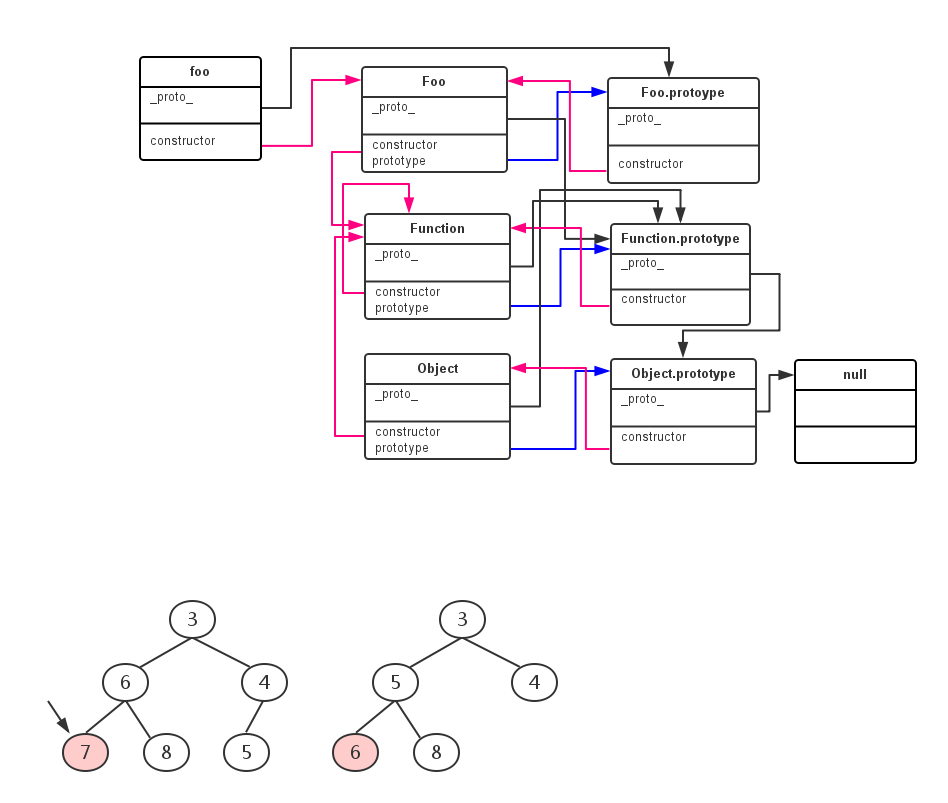 foo
_proto_
constructor
Foo
_proto_
constructor
prototype
Foo.protoype
_proto_
constructor
Function
_proto_
constructor
prototype
Function.prototype
_proto_
constructor
Object
_proto_
constructor
prototype
Object.prototype
_proto_
constructor
null
3
6
4
7
8
5
3
5
4
6
8